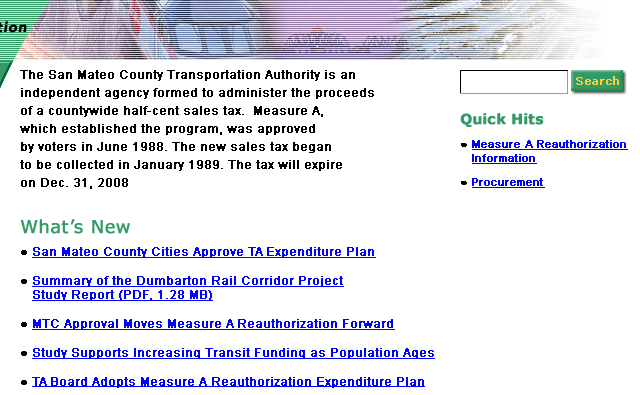 tion
The San Mateo County Transportation Authority is an
independent agency formed to administer the proceeds
of a countywide half-cent sales tax. Measure A,
which established the program, was approved
by voters in June 1988. The new sales tax began
to be collected in January 1989. The tax will expire
on Dec. 31, 2008
Search
Quick Hits
• Measure A Reauthorization
Information
• Procurement
What's New
• San Mateo County Cities Approve TA Expenditure Plan
• Summary of the Dumbarton Rail Corridor Project
Study Report (PDF, 1.28 MB)
• MTC Approval Moves Measure A Reauthorization Forward
• Study Supports Increasing Transit Funding as Population Ages
• TA Board Adopts Measure A Reauthorization Expenditure Plan